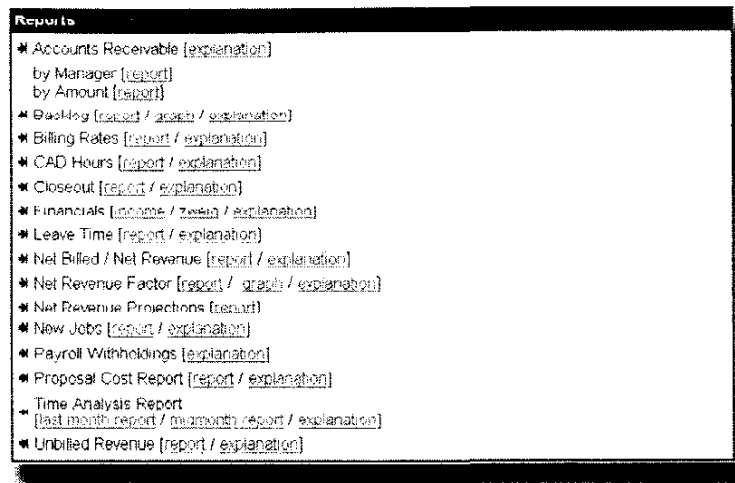 Reports
Accounts Receivable [explanation]
by Manager [report]
by Amount [report]
Backlog [report / graph / explanation]
Billing Rates [report / explanation]
CAD Hours [report / explanation]
Closeout [report / explanation]
Financials [income / zweig / explanation]
Leave Time [report / explanation]
Net Billed / Net Revenue [report / explanation]
Net Revenue Factor [report / graph / explanation]
Net Revenue Projections [report]
New Jobs [report / explanation]
Payroll Withholdings [explanation]
Proposal Cost Report [report / explanation]
Time Analysis Report
[last month report / midmonth report / explanation]
Unbilled Revenue [report / explanation]